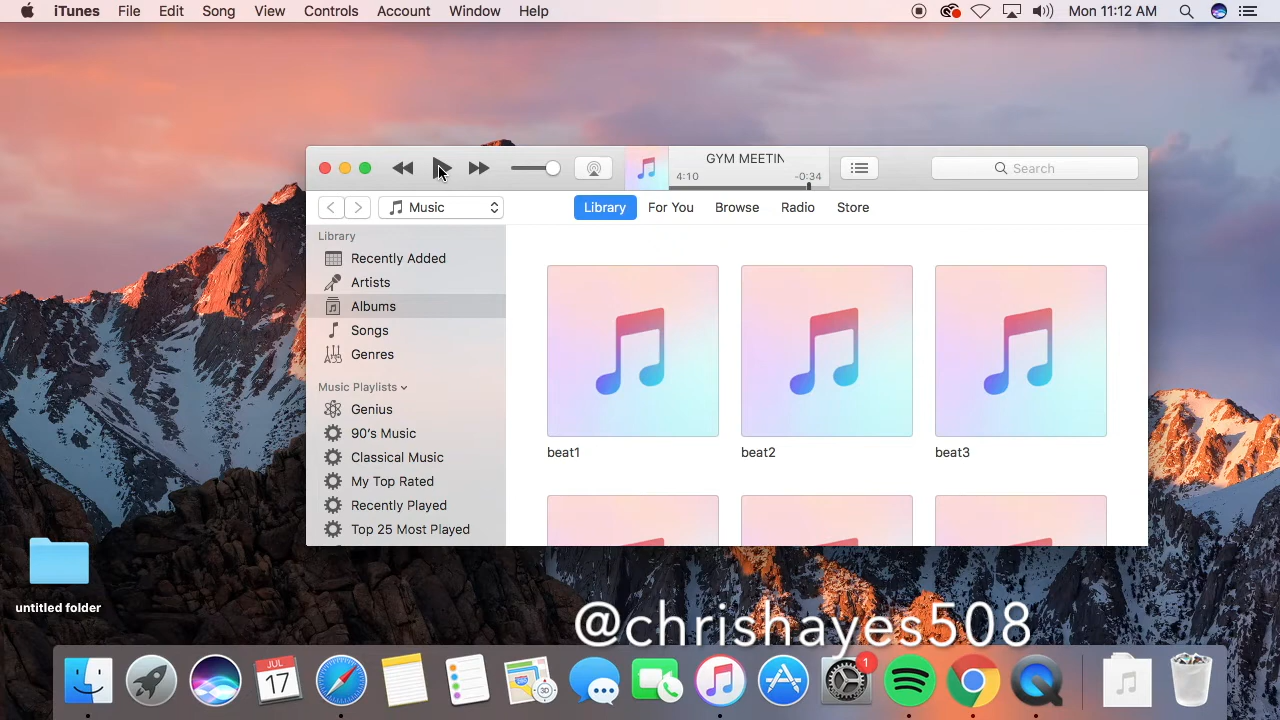 iTunes File Edit Song View Controls Account Window Help Mon 11:12 AM
GYM MEETIN
4:10 -0:34
Search
Music Library For You Browse Radio Store
Library
Recently Added
Artists
Albums
Songs
Genres
Music Playlists
Genius
90's Music
Classical Music
My Top Rated
Recently Played
Top 25 Most Played
beat1 beat2 beat3
untitled folder
@chrishayes508
JUL
17
3D
1